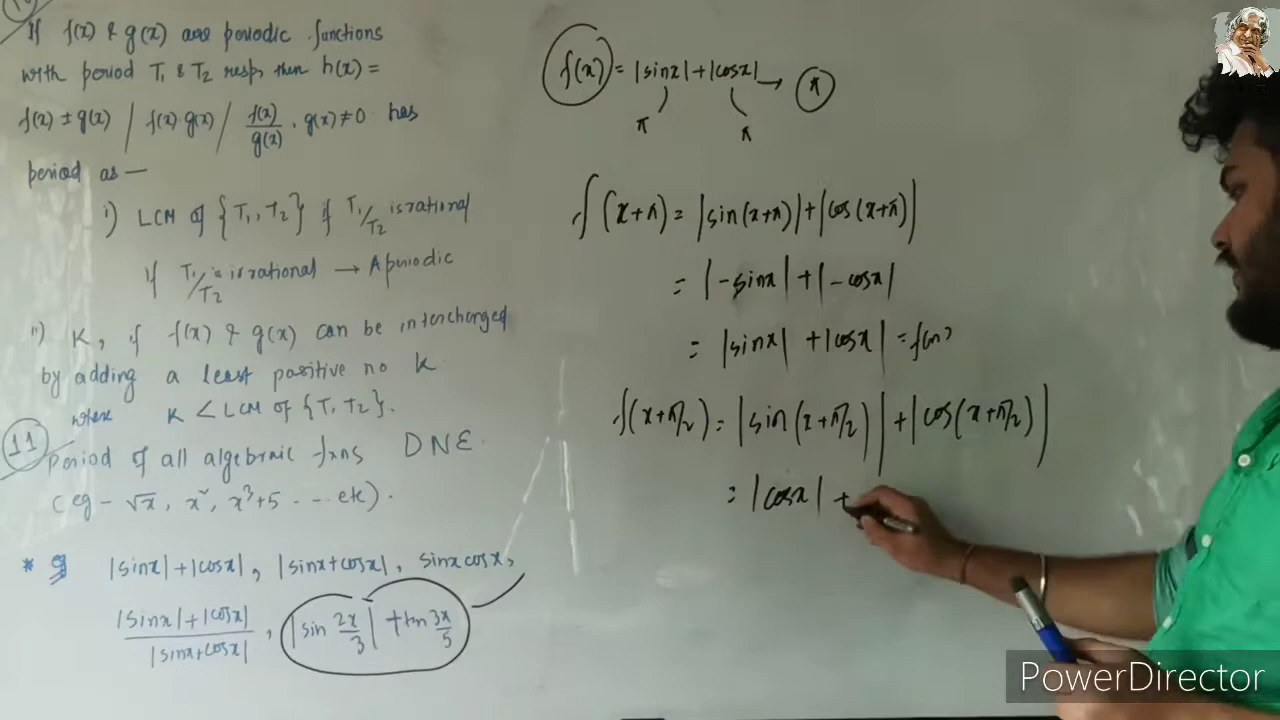 If f(x) & g(x) are periodic functions
with period T₁ & T₂ resp, then h(x) =
f(x) ± g(x) / f(x) g(x) / f(x)/g(x) , g(x) ≠ 0 has
period as —
i) LCM of {T₁, T₂} if T₁/T₂ is rational
if T₁/T₂ is irrational → Aperiodic
ii) K, if f(x) & g(x) can be interchanged
by adding a least positive no K
where K < LCM of {T₁, T₂}.
11
Period of all algebraic fxns DNE.
(eg - √x, x², x³+5 ... etc).
* g |sinx|+|cosx|, |sinx+cosx|, sinx cosx,
|sinx|+|cosx| / |sinx+cosx| , |sin 2x/3| + tan 3x/5
f(x) = |sinx|+|cosx| → π
π π
f(x+π) = |sin(x+π)|+|cos(x+π)|
= |-sinx|+|-cosx|
= |sinx| +|cosx| = f(x)
f(x+π/2) = |sin(x+π/2)|+|cos(x+π/2)|
= |cosx| +
PowerDirector